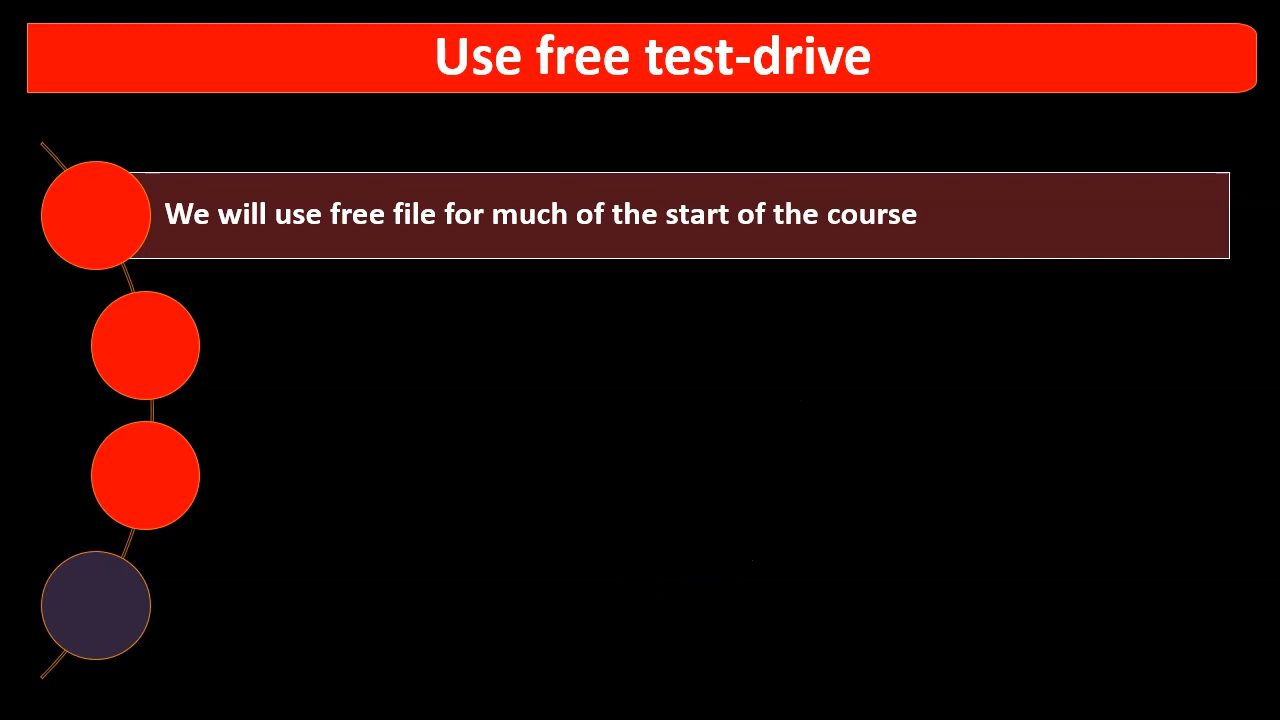 Use free test-drive
We will use free file for much of the start of the course